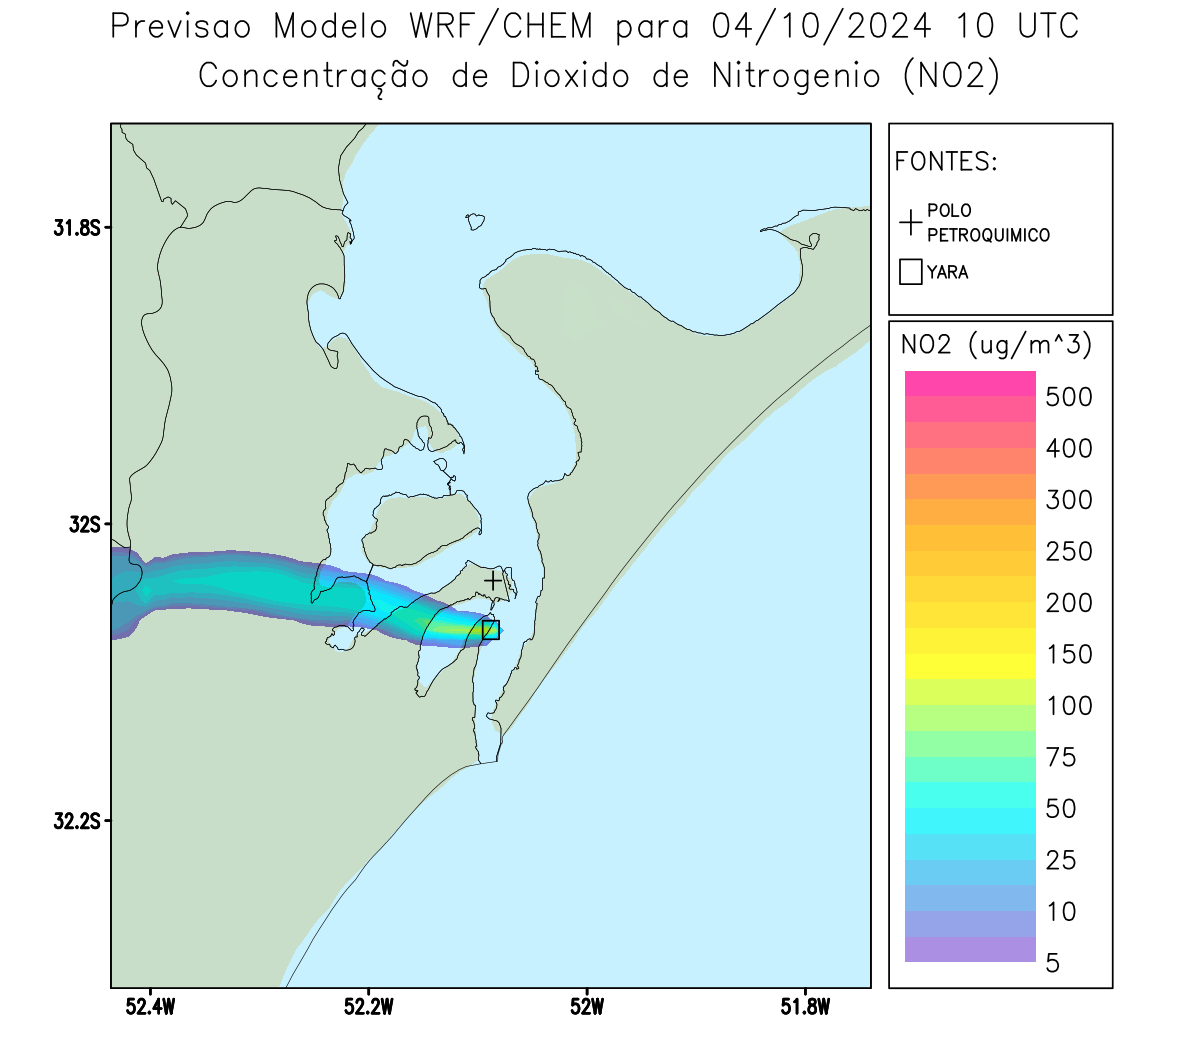 Previsao Modelo WRF/CHEM para 04/10/2024 10 UTC
Concentração de Dioxido de Nitrogenio (NO2)
FONTES:
POLO
PETROQUIMICO
YARA
31.8S
32S
32.2S
52.4W
52.2W
52W
51.8W
NO2 (ug/m^3)
500
400
300
250
200
150
100
75
50
25
10
5